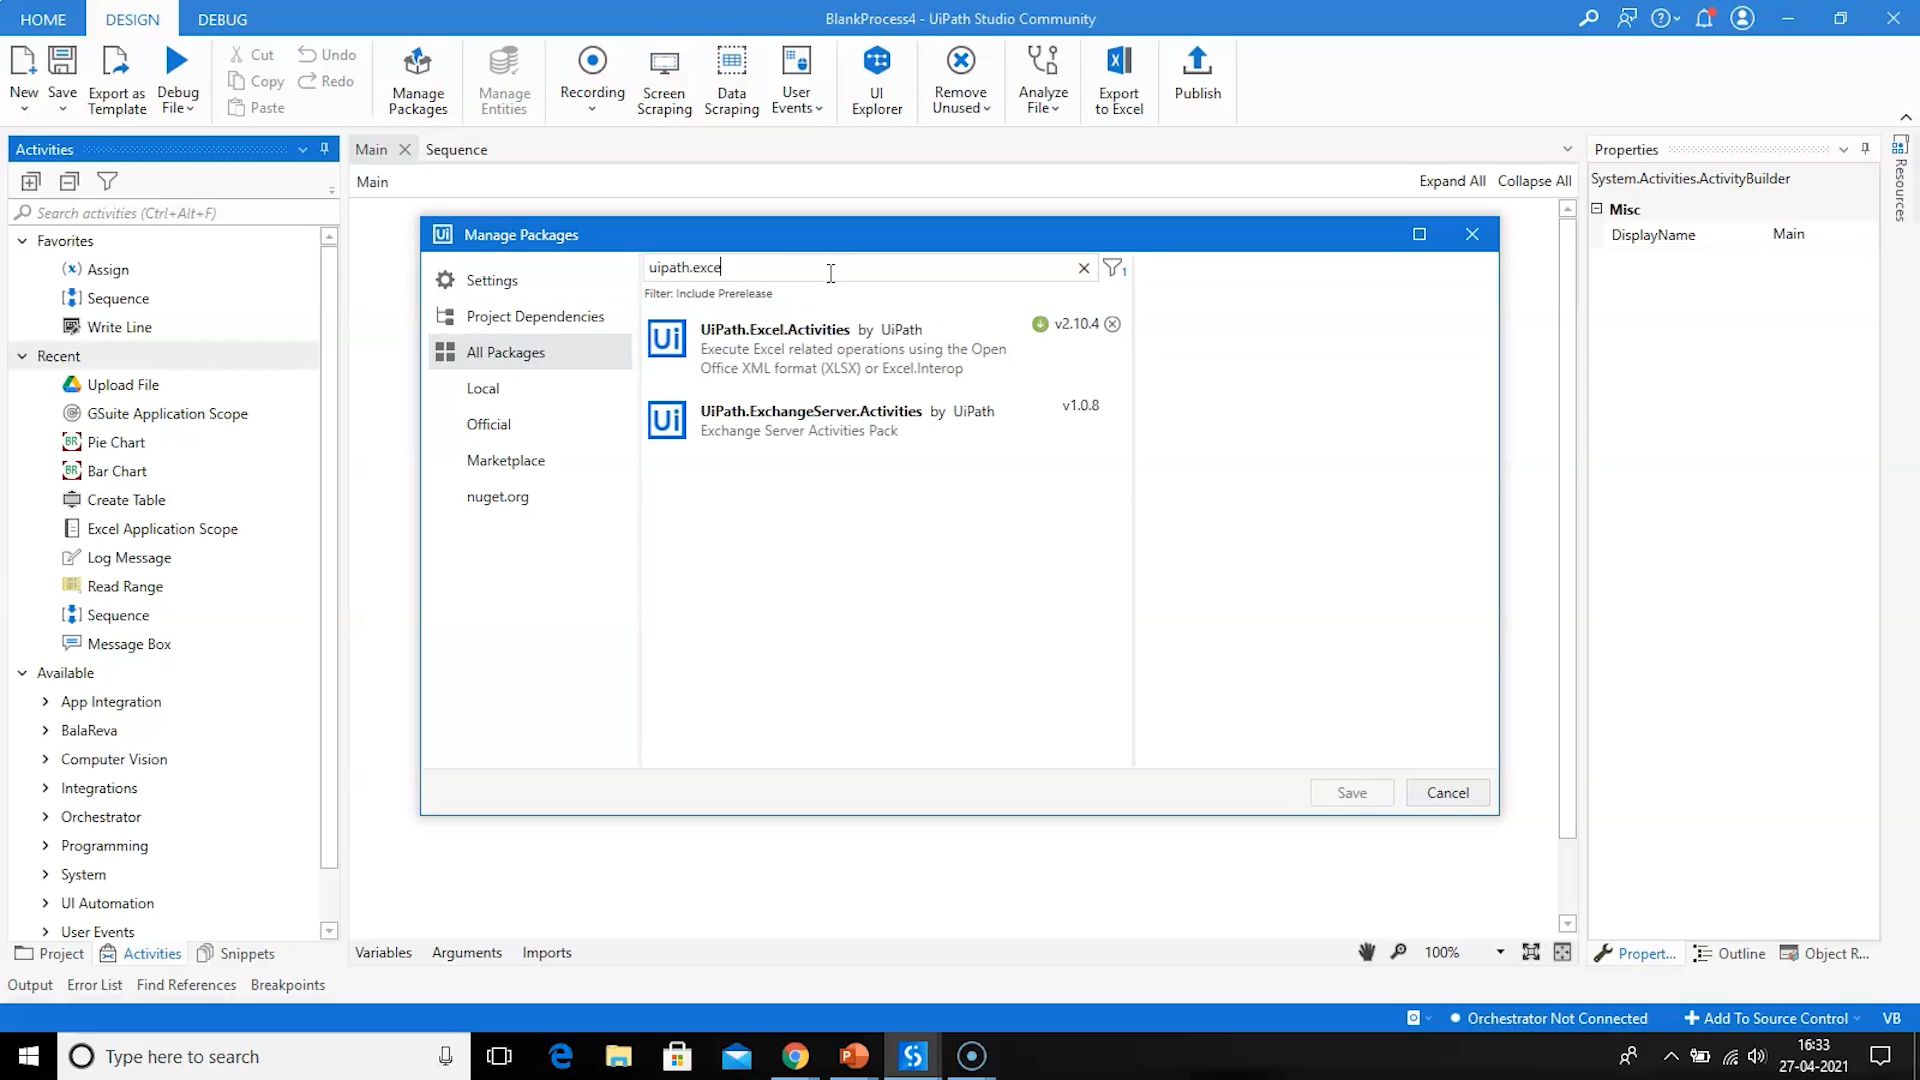 HOME
DESIGN
DEBUG
BlankProcess4 - UiPath Studio Community
New
Save
Export as
Template
Debug
File
Cut
Copy
Paste
Undo
Redo
Manage
Packages
Manage
Entities
Recording
Screen
Scraping
Data
Scraping
User
Events
UI
Explorer
Remove
Unused
Analyze
File
Export
to Excel
Publish
Activities
Search activities (Ctrl+Alt+F)
Favorites
Assign
Sequence
Write Line
Recent
Upload File
GSuite Application Scope
BR Pie Chart
BR Bar Chart
Create Table
Excel Application Scope
Log Message
Read Range
Sequence
Message Box
Available
App Integration
BalaReva
Computer Vision
Integrations
Orchestrator
Programming
System
UI Automation
User Events
Project
Activities
Snippets
Main
Sequence
Main
Expand All
Collapse All
Ui Manage Packages
Settings
Project Dependencies
All Packages
Local
Official
Marketplace
nuget.org
uipath.exce
1
Filter: Include Prerelease
Ui
UiPath.Excel.Activities by UiPath
v2.10.4
Execute Excel related operations using the Open
Office XML format (XLSX) or Excel.Interop
Ui
UiPath.ExchangeServer.Activities by UiPath
v1.0.8
Exchange Server Activities Pack
Save
Cancel
Variables
Arguments
Imports
100%
Properties
System.Activities.ActivityBuilder
Misc
DisplayName
Main
Resources
Propert...
Outline
Object R...
Output
Error List
Find References
Breakpoints
Orchestrator Not Connected
Add To Source Control
VB
Type here to search
16:33
27-04-2021